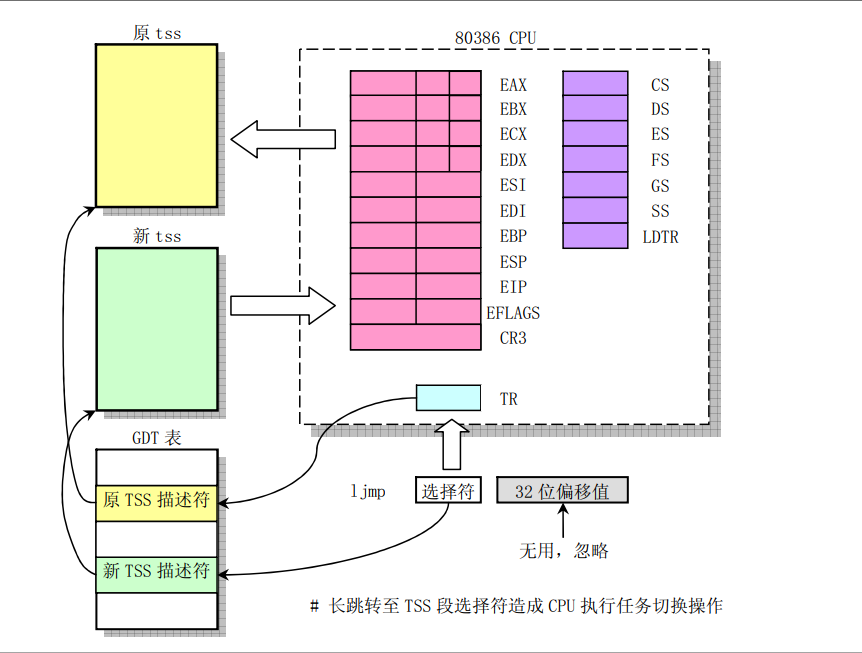 原 tss
80386 CPU
EAX
EBX
ECX
EDX
ESI
EDI
EBP
ESP
EIP
EFLAGS
CR3
CS
DS
ES
FS
GS
SS
LDTR
新 tss
TR
GDT 表
原 TSS 描述符
新 TSS 描述符
ljmp
选择符
32 位偏移值
无用，忽略
# 长跳转至 TSS 段选择符造成 CPU 执行任务切换操作